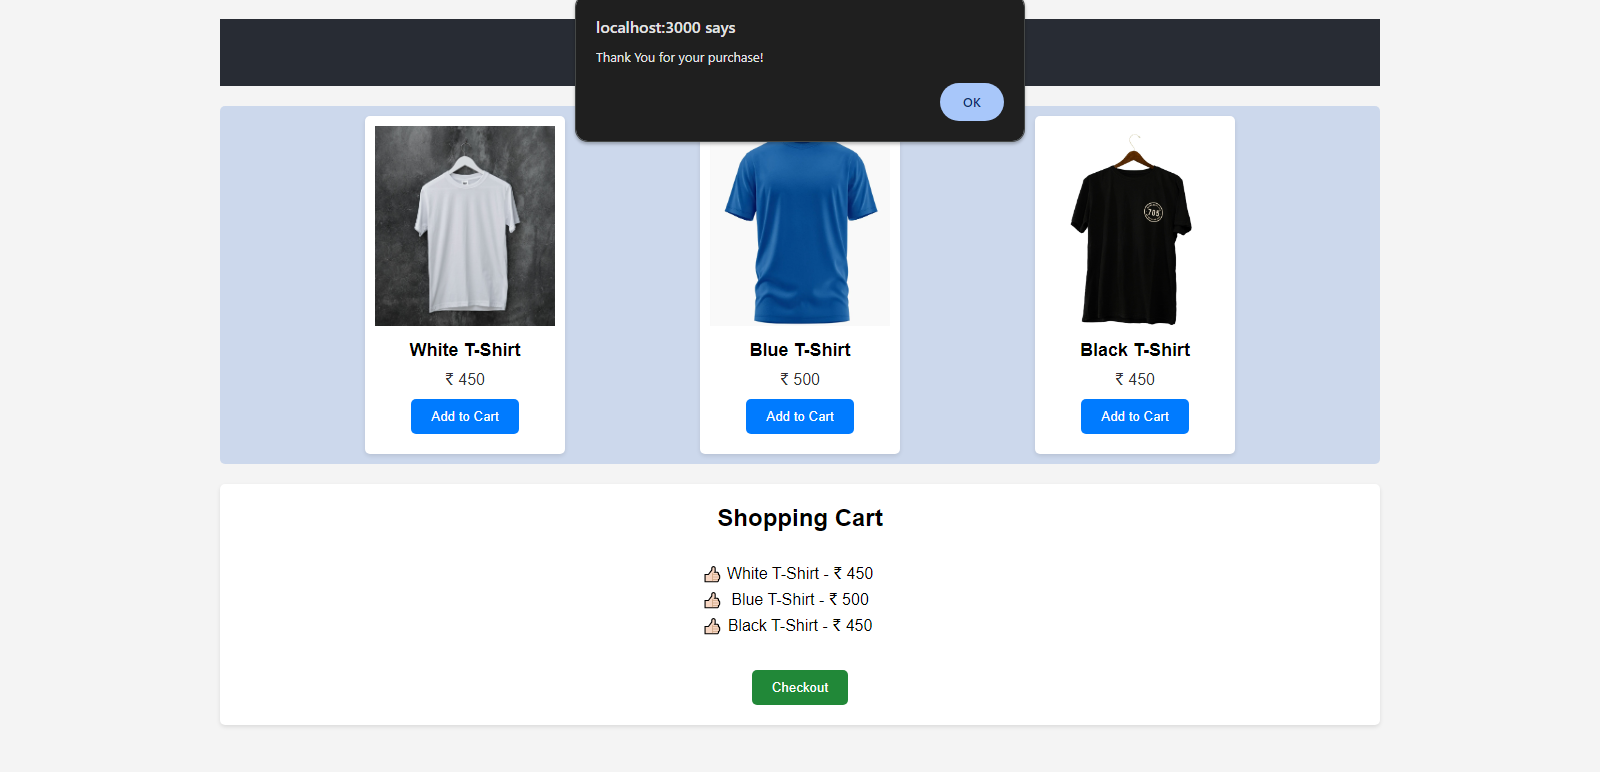 localhost:3000 says
Thank You for your purchase!
OK
705
White T-Shirt
₹ 450
Add to Cart
Blue T-Shirt
₹ 500
Add to Cart
Black T-Shirt
₹ 450
Add to Cart
Shopping Cart
White T-Shirt - ₹ 450
Blue T-Shirt - ₹ 500
Black T-Shirt - ₹ 450
Checkout